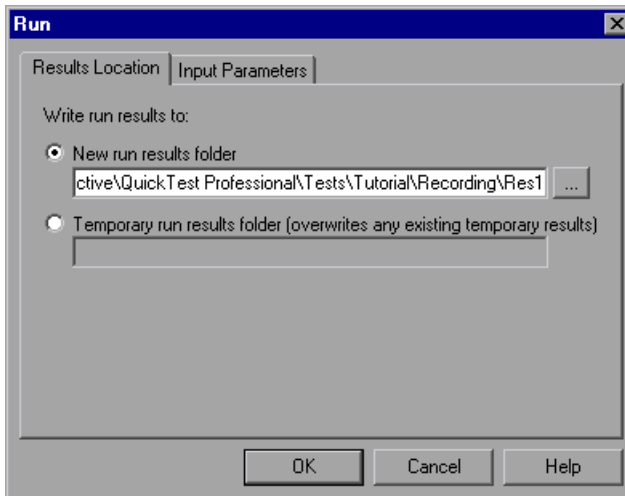 Run
Results Location Input Parameters
Write run results to:
New run results folder
ctive\QuickTest Professional\Tests\Tutorial\Recording\Res1 ...
Temporary run results folder (overwrites any existing temporary results)
OK Cancel Help